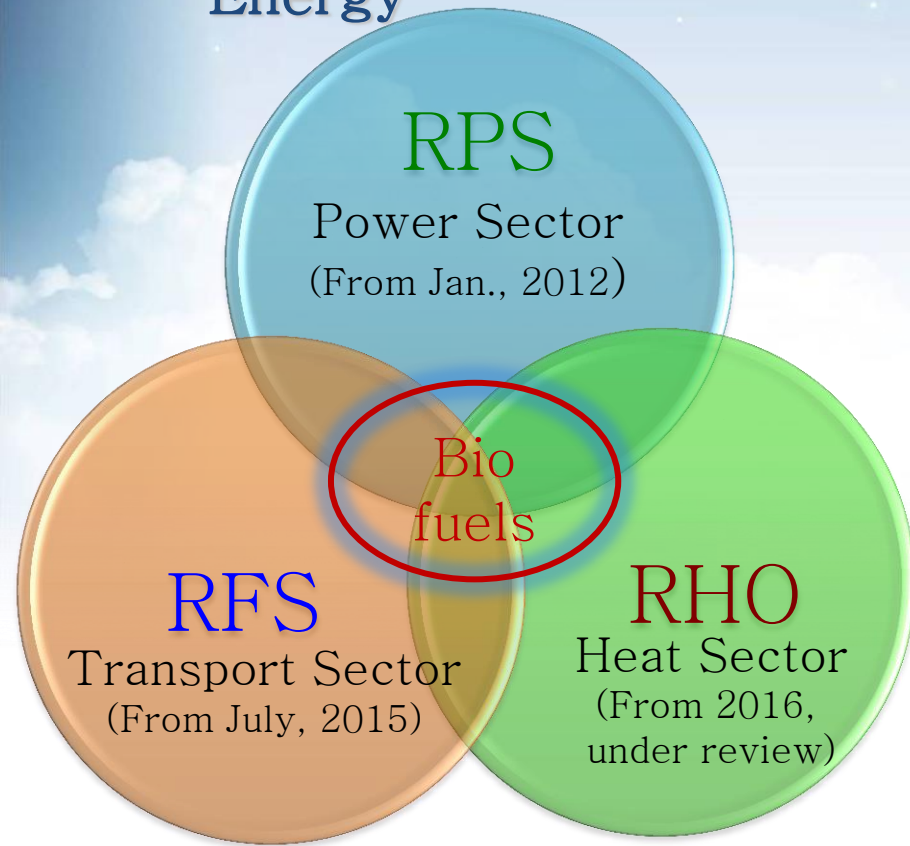 Energy
RPS
Power Sector
(From Jan., 2012)
Bio
fuels
RFS
Transport Sector
(From July, 2015)
RHO
Heat Sector
(From 2016,
under review)